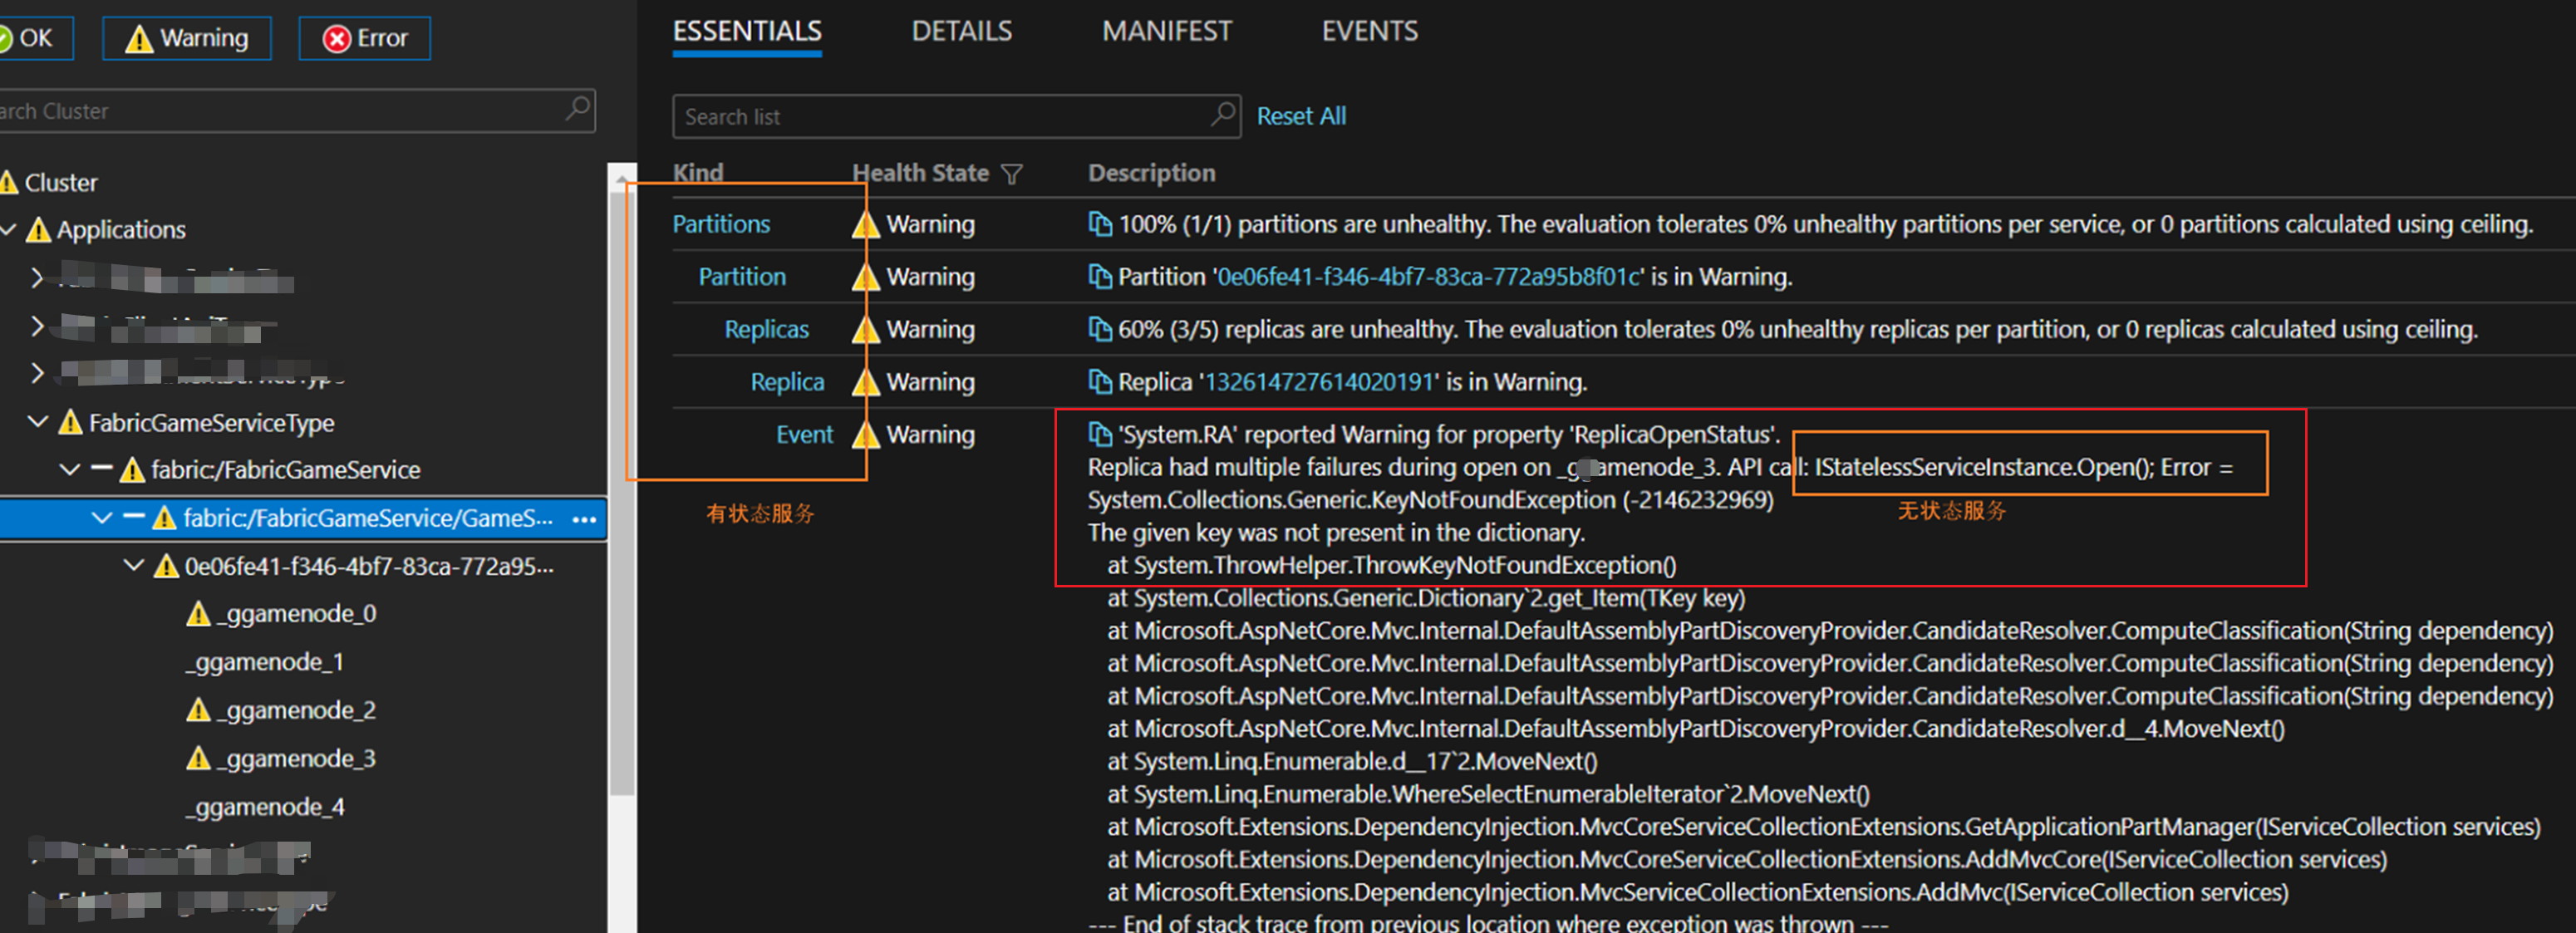 OK
Warning
Error
arch Cluster
Cluster
Applications
FabricGameServiceType
fabric:/FabricGameService
fabric:/FabricGameService/GameS...
0e06fe41-f346-4bf7-83ca-772a95...
_ggamenode_0
_ggamenode_1
_ggamenode_2
_ggamenode_3
_ggamenode_4
ESSENTIALS DETAILS MANIFEST EVENTS
Search list Reset All
Kind Health State Description
Partitions Warning 100% (1/1) partitions are unhealthy. The evaluation tolerates 0% unhealthy partitions per service, or 0 partitions calculated using ceiling.
Partition Warning Partition '0e06fe41-f346-4bf7-83ca-772a95b8f01c' is in Warning.
Replicas Warning 60% (3/5) replicas are unhealthy. The evaluation tolerates 0% unhealthy replicas per partition, or 0 replicas calculated using ceiling.
Replica Warning Replica '132614727614020191' is in Warning.
Event Warning 'System.RA' reported Warning for property 'ReplicaOpenStatus'.
Replica had multiple failures during open on _g amenode_3. API call: IStatelessServiceInstance.Open(); Error =
System.Collections.Generic.KeyNotFoundException (-2146232969)
有状态服务
无状态服务
The given key was not present in the dictionary.
at System.ThrowHelper.ThrowKeyNotFoundException()
at System.Collections.Generic.Dictionary`2.get_Item(TKey key)
at Microsoft.AspNetCore.Mvc.Internal.DefaultAssemblyPartDiscoveryProvider.CandidateResolver.ComputeClassification(String dependency)
at Microsoft.AspNetCore.Mvc.Internal.DefaultAssemblyPartDiscoveryProvider.CandidateResolver.ComputeClassification(String dependency)
at Microsoft.AspNetCore.Mvc.Internal.DefaultAssemblyPartDiscoveryProvider.CandidateResolver.ComputeClassification(String dependency)
at Microsoft.AspNetCore.Mvc.Internal.DefaultAssemblyPartDiscoveryProvider.CandidateResolver.d__4.MoveNext()
at System.Linq.Enumerable.d__17`2.MoveNext()
at System.Linq.Enumerable.WhereSelectEnumerableIterator`2.MoveNext()
at Microsoft.Extensions.DependencyInjection.MvcCoreServiceCollectionExtensions.GetApplicationPartManager(IServiceCollection services)
at Microsoft.Extensions.DependencyInjection.MvcCoreServiceCollectionExtensions.AddMvcCore(IServiceCollection services)
at Microsoft.Extensions.DependencyInjection.MvcServiceCollectionExtensions.AddMvc(IServiceCollection services)
--- End of stack trace from previous location where exception was thrown ---